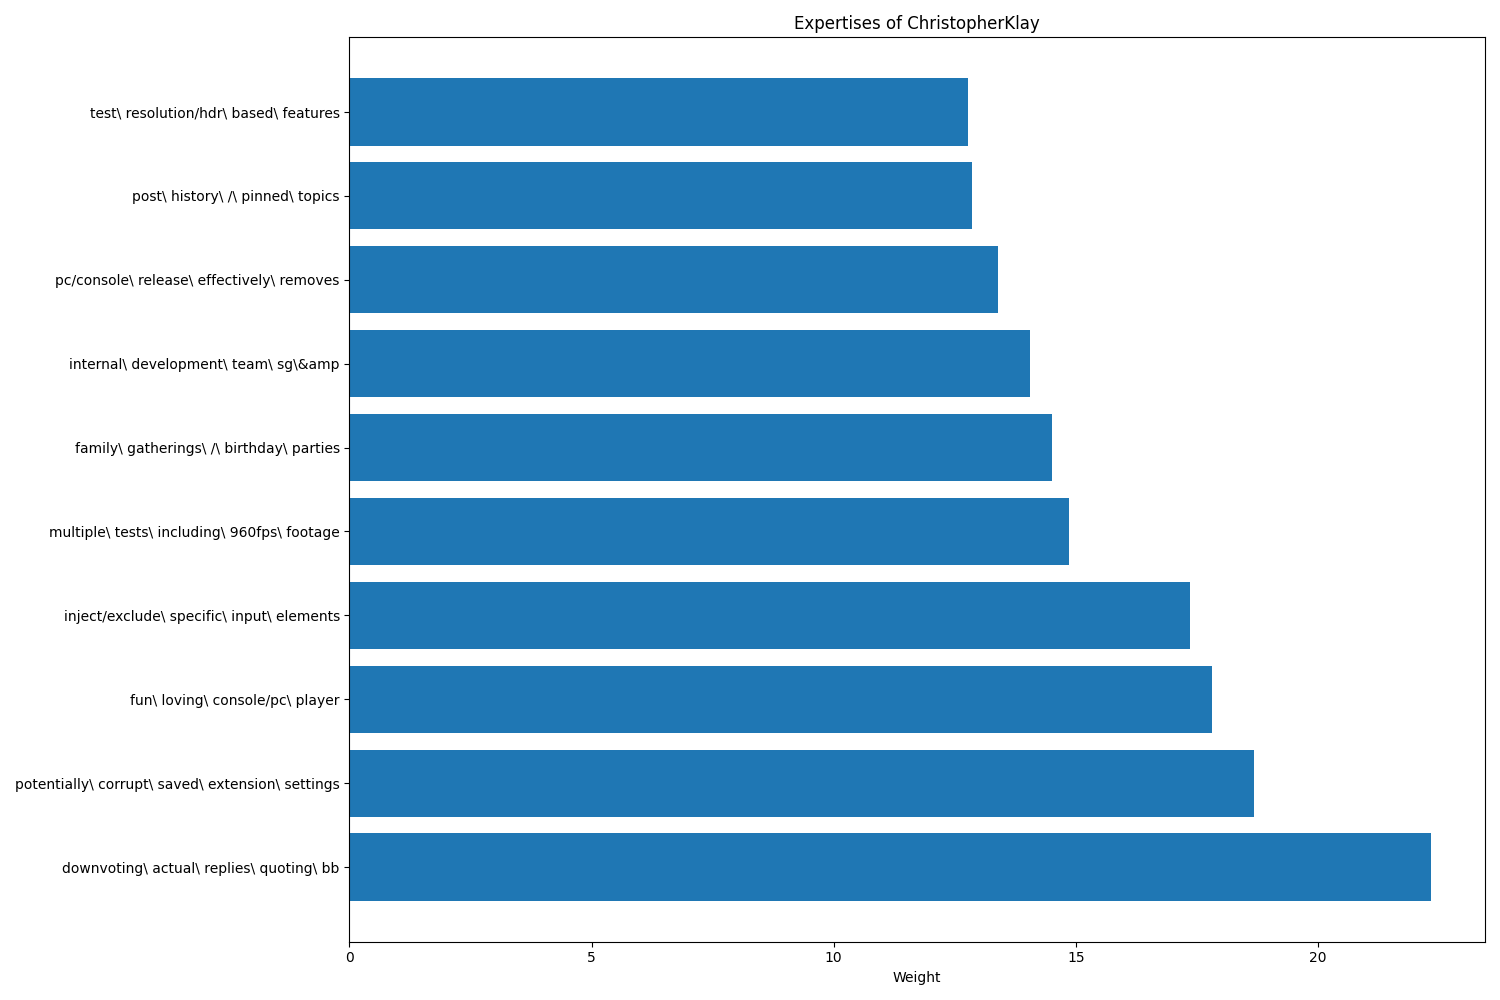 Expertises of ChristopherKlay
test\ resolution/hdr\ based\ features
post\ history\ /\ pinned\ topics
pc/console\ release\ effectively\ removes
internal\ development\ team\ sg\&amp
family\ gatherings\ /\ birthday\ parties
multiple\ tests\ including\ 960fps\ footage
inject/exclude\ specific\ input\ elements
fun\ loving\ console/pc\ player
potentially\ corrupt\ saved\ extension\ settings
downvoting\ actual\ replies\ quoting\ bb
0 5 10 15 20
Weight